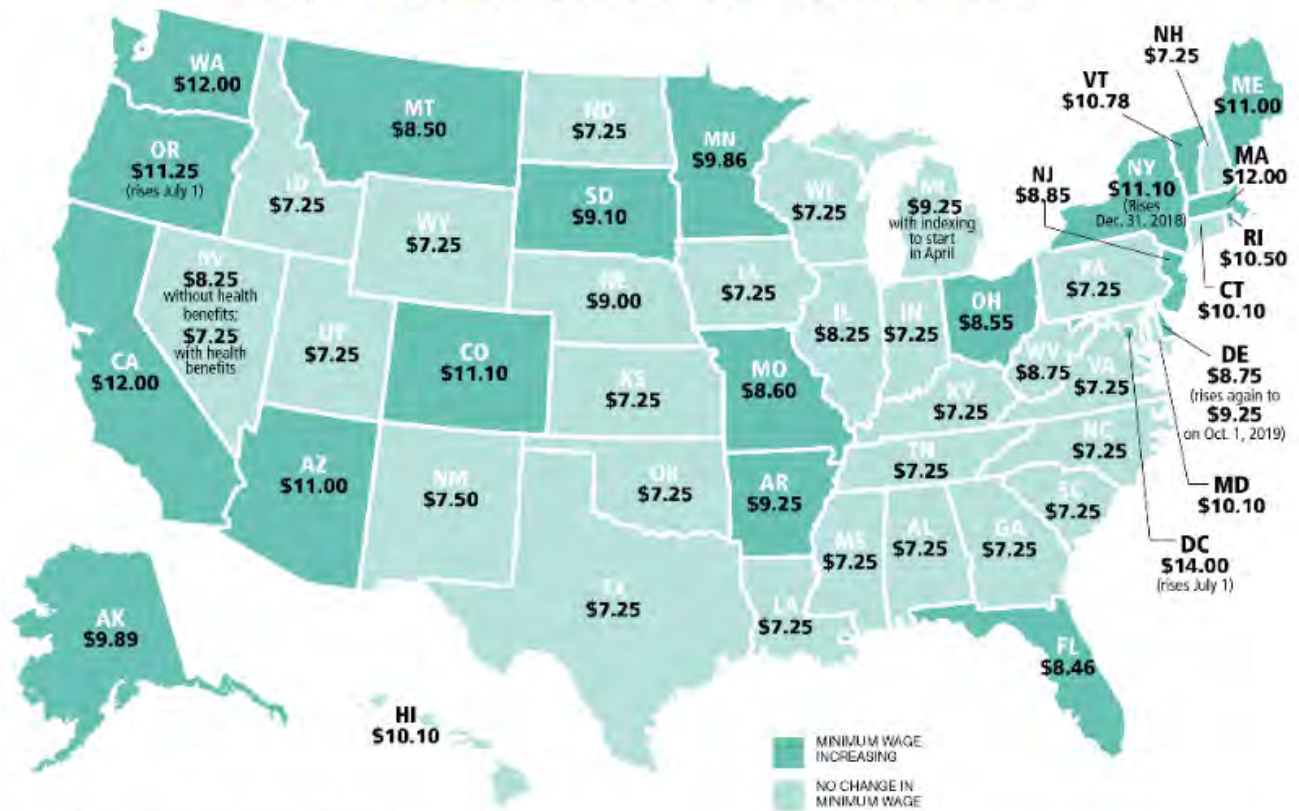 WA
$12.00
MT
$8.50
ND
$7.25
MN
$9.86
NH
$7.25
VT
$10.78
ME
$11.00
OR
$11.25
(rises July 1)
ID
$7.25
WY
$7.25
SD
$9.10
WI
$7.25
MI
$9.25
with indexing
to start
in April
NJ
$8.85
NY
$11.10
(Rises
Dec. 31, 2018)
MA
$12.00
RI
$10.50
CT
$10.10
NV
$8.25
without health
benefits;
$7.25
with health
benefits
UT
$7.25
CO
$11.10
NE
$9.00
IA
$7.25
IL
$8.25
IN
$7.25
OH
$8.55
PA
$7.25
CA
$12.00
KS
$7.25
MO
$8.60
KY
$7.25
WV
$8.75
VA
$7.25
DE
$8.75
(rises again to
$9.25
on Oct. 1, 2019)
AZ
$11.00
NM
$7.50
OK
$7.25
AR
$9.25
TN
$7.25
NC
$7.25
SC
$7.25
MD
$10.10
DC
$14.00
(rises July 1)
TX
$7.25
LA
$7.25
MS
$7.25
AL
$7.25
GA
$7.25
FL
$8.46
AK
$9.89
HI
$10.10
MINIMUM WAGE
INCREASING
NO CHANGE IN
MINIMUM WAGE